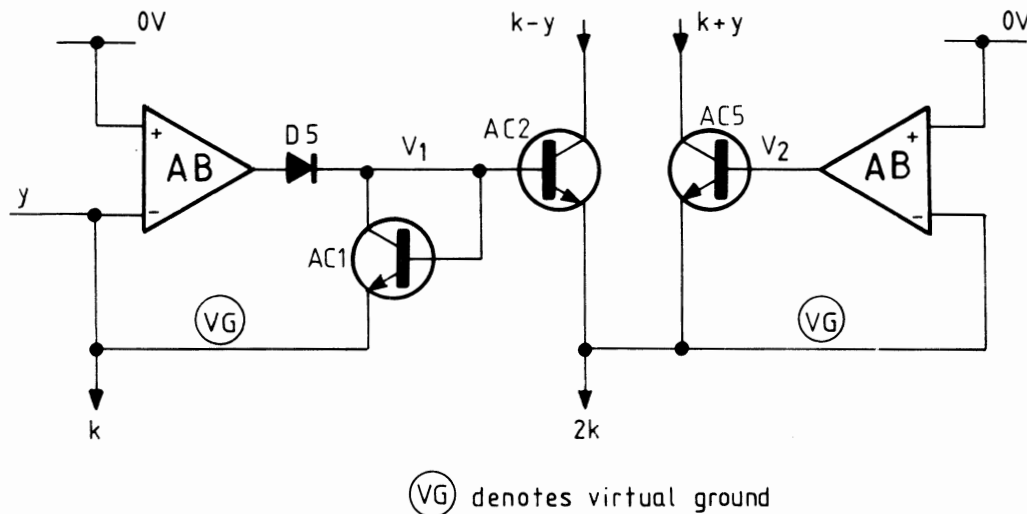 0V
k-y
k+y
0V
+
AB
-
D5
V1
AC2
AC5
V2
+
AB
-
y
AC1
VG
VG
k
2k
VG denotes virtual ground